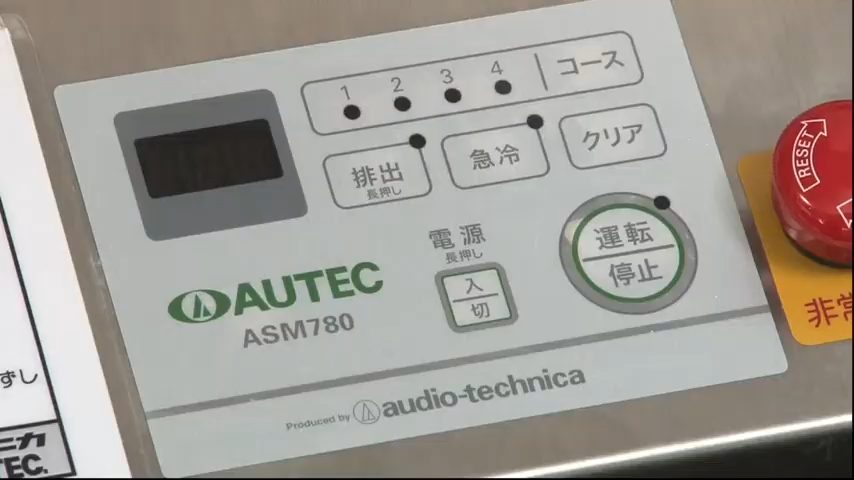 1 2 3 4 コース
排出
長押し
急冷
クリア
電源
長押し
入
切
運転
停止
AUTEC
ASM780
Produced by audio-technica
RESET
非常
ずし
ニカ
TEC.